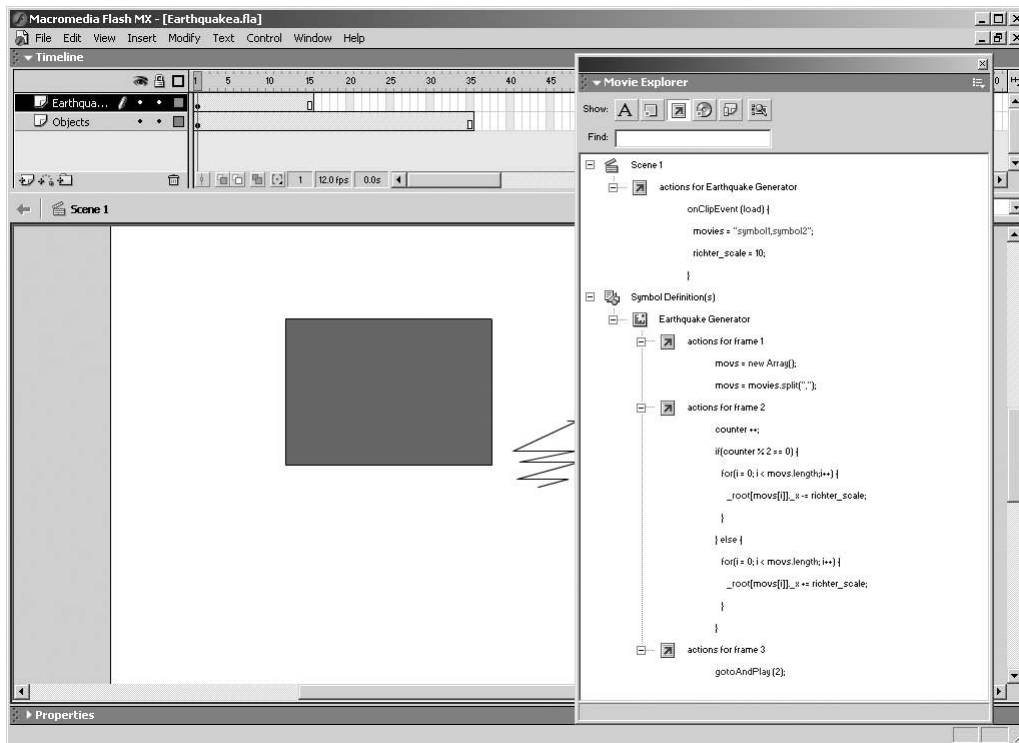 Macromedia Flash MX - [Earthquakea.fla]
File Edit View Insert Modify Text Control Window Help
Timeline
1 5 10 15 20 25 30 35 40 45
Earthqua...
Objects
1 12.0 fps 0.0s
Scene 1
Properties
Movie Explorer
Show:
Find:
Scene 1
actions for Earthquake Generator
onClipEvent (load) {
movies = "symbol1,symbol2";
richter_scale = 10;
}
Symbol Definition(s)
Earthquake Generator
actions for frame 1
movs = new Array();
movs = movies.split(",");
actions for frame 2
counter ++;
if(counter % 2 == 0) {
for(i = 0; i < movs.length;i++) {
_root[movs[i]]._x -= richter_scale;
}
} else {
for(i = 0; i < movs.length; i++) {
_root[movs[i]]._x += richter_scale;
}
}
actions for frame 3
gotoAndPlay (2);